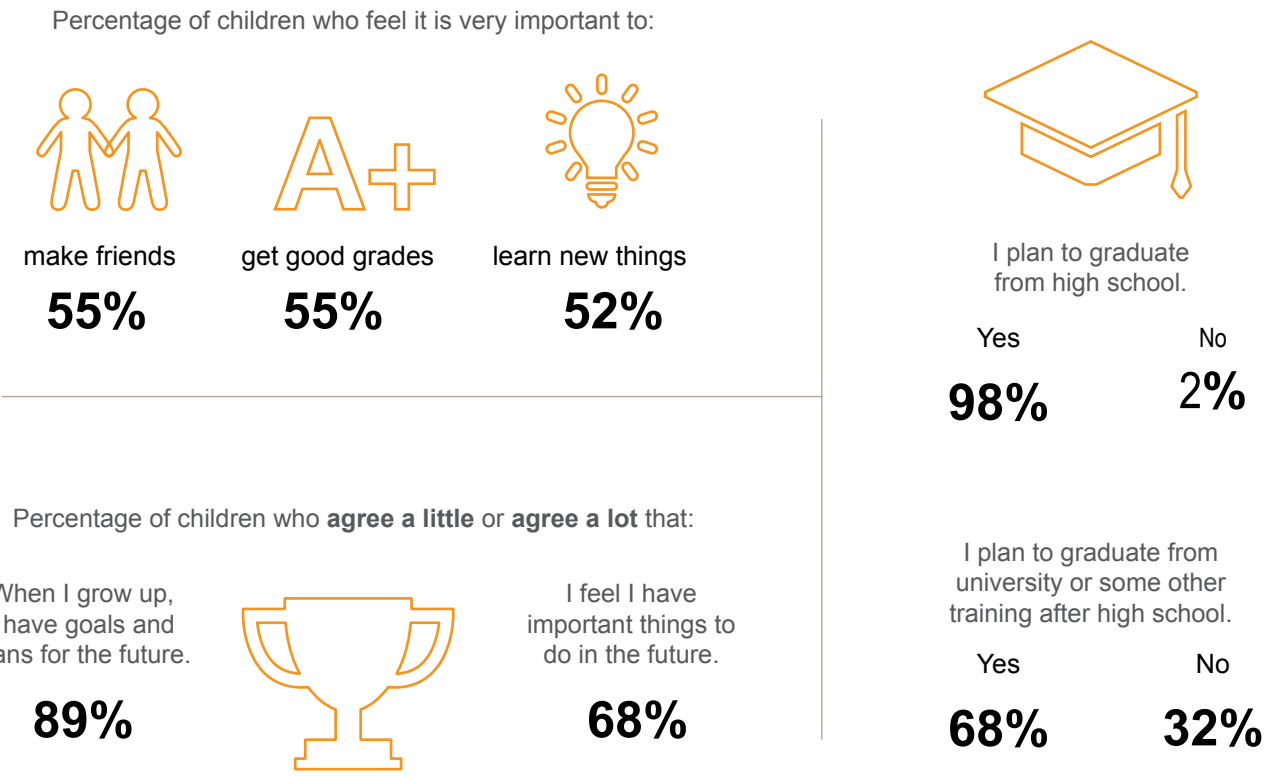 Percentage of children who feel it is very important to:
A+
make friends
get good grades
learn new things
55%
55%
52%
Percentage of children who agree a little or agree a lot that:
When I grow up,
have goals and
for the future.
89%
I feel I have
important things to
do in the future.
68%
I plan to graduate
from high school.
Yes
No
98%
2%
I plan to graduate from
university or some other
training after high school.
Yes
No
68%
32%